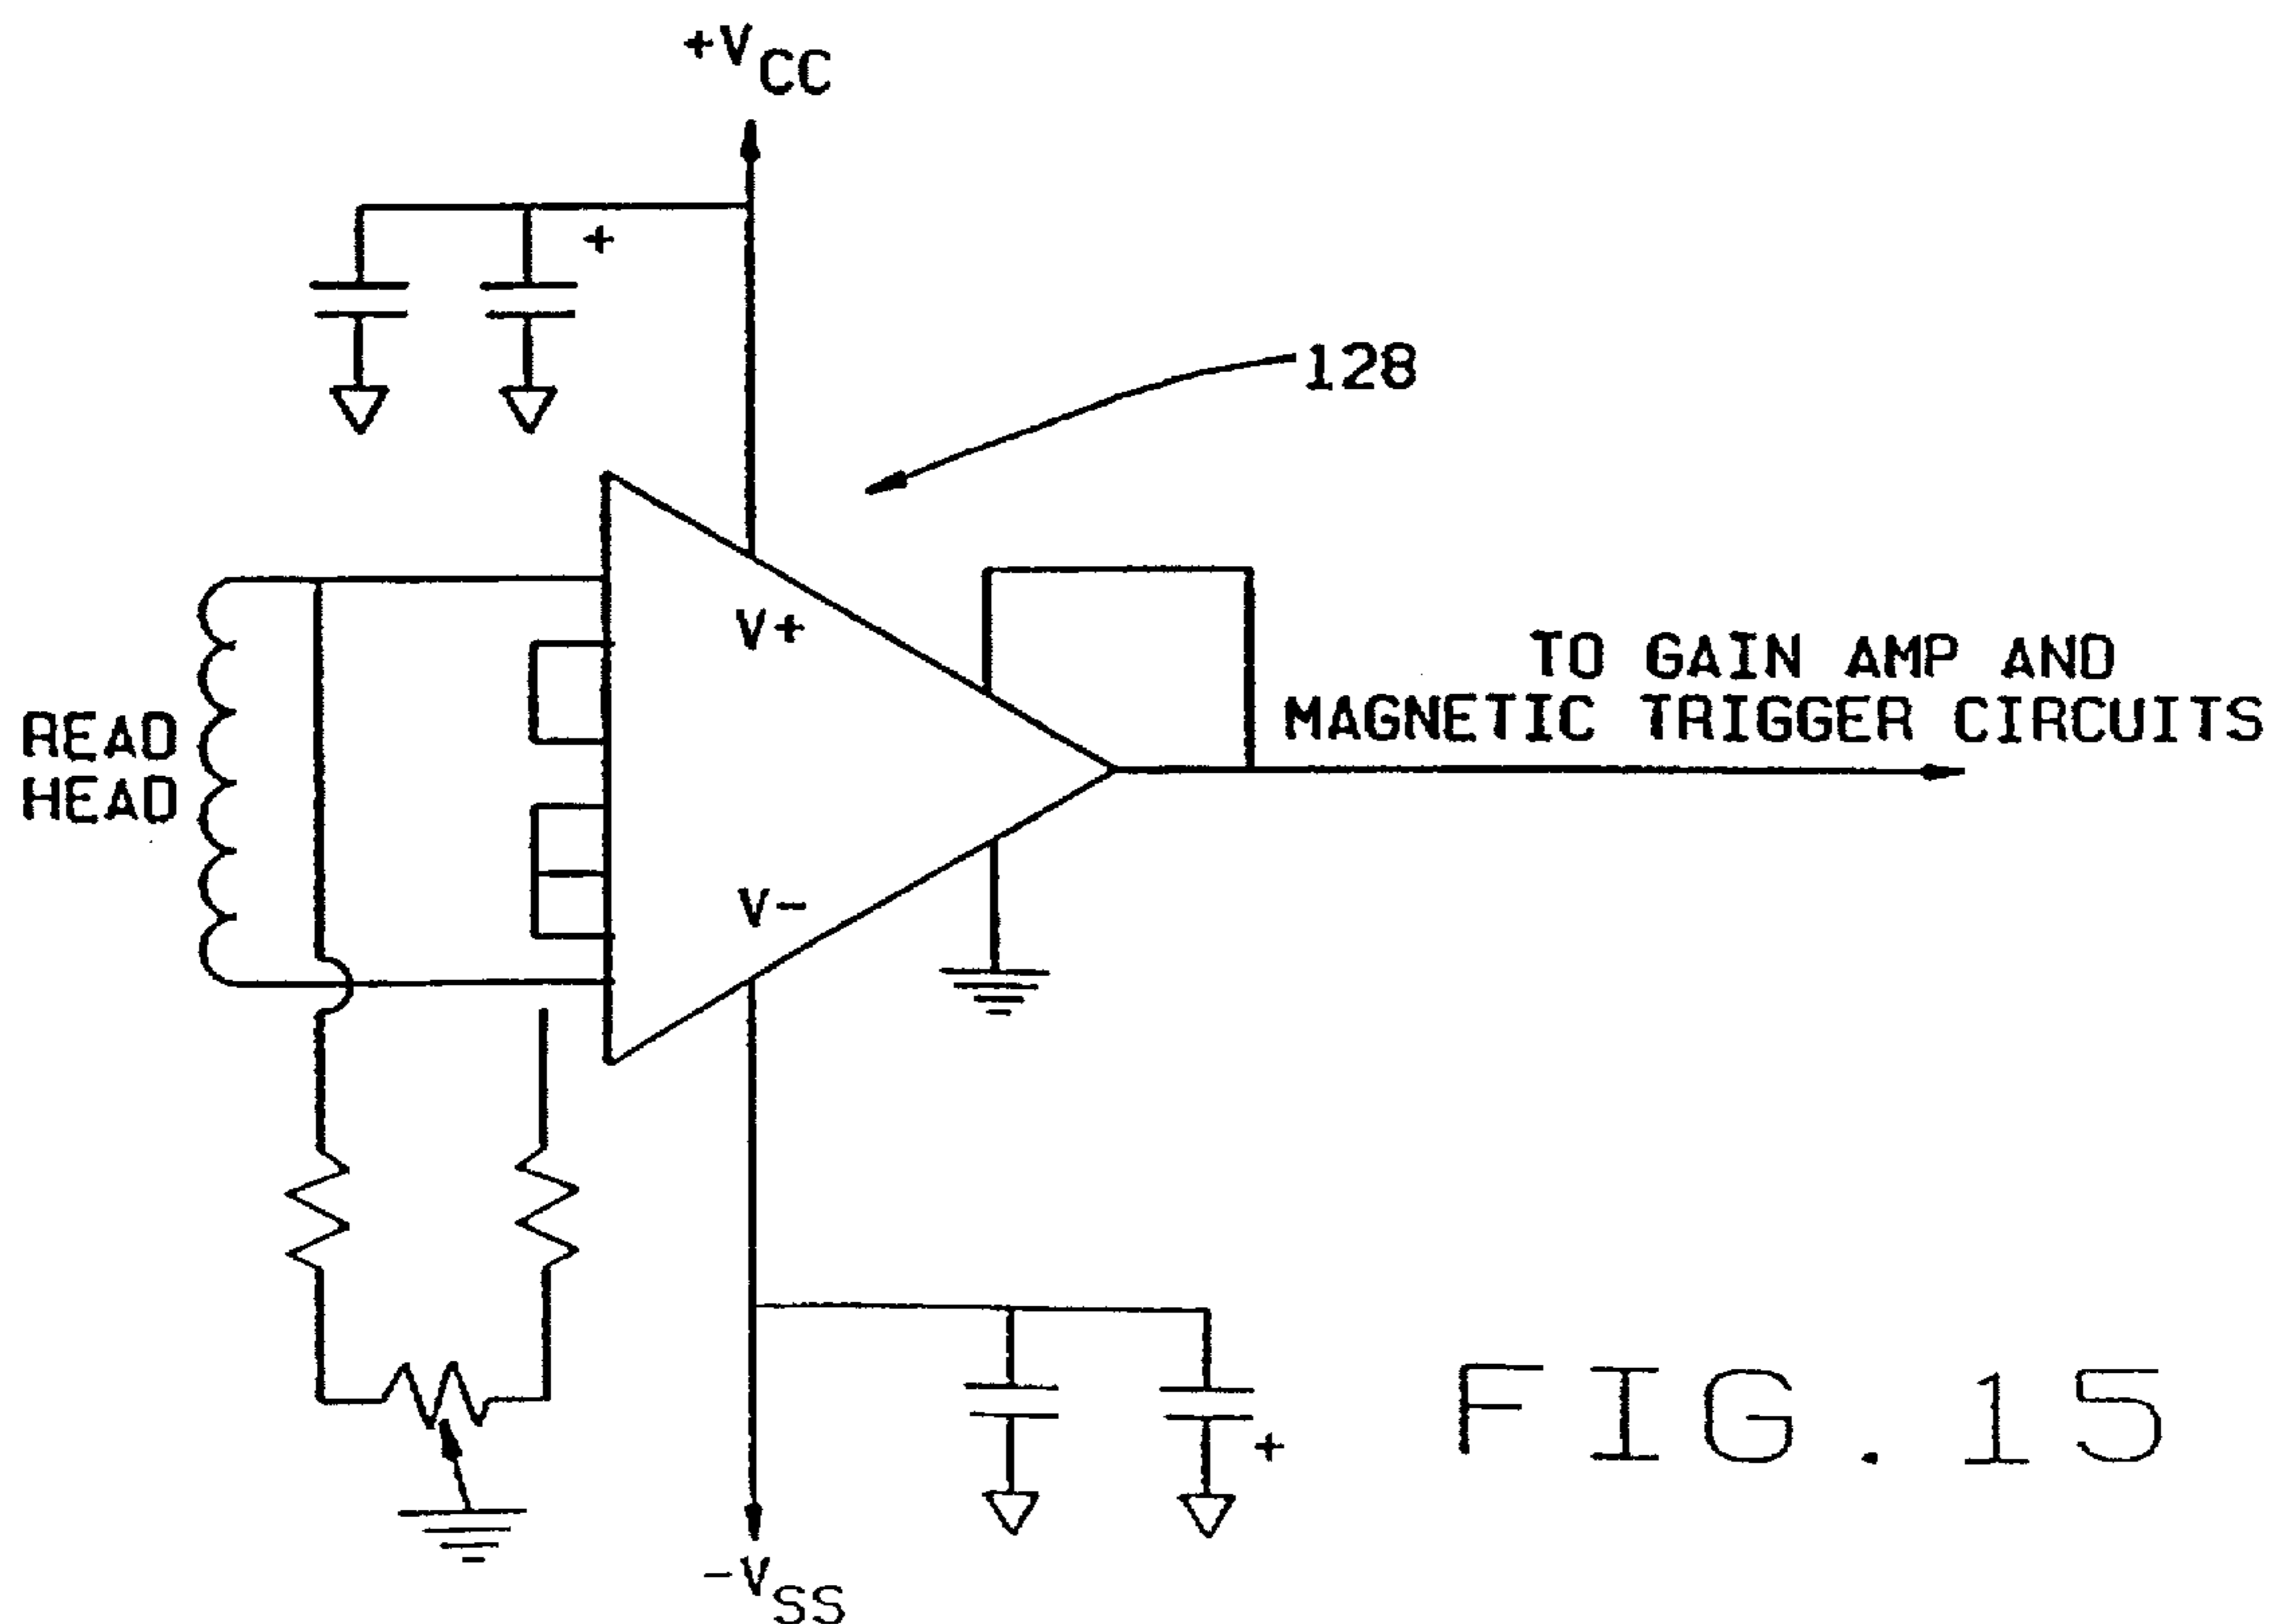 +VCC
+
128
V+
TO GAIN AMP AND
MAGNETIC TRIGGER CIRCUITS
READ
HEAD
V-
+
-VSS
FIG. 15